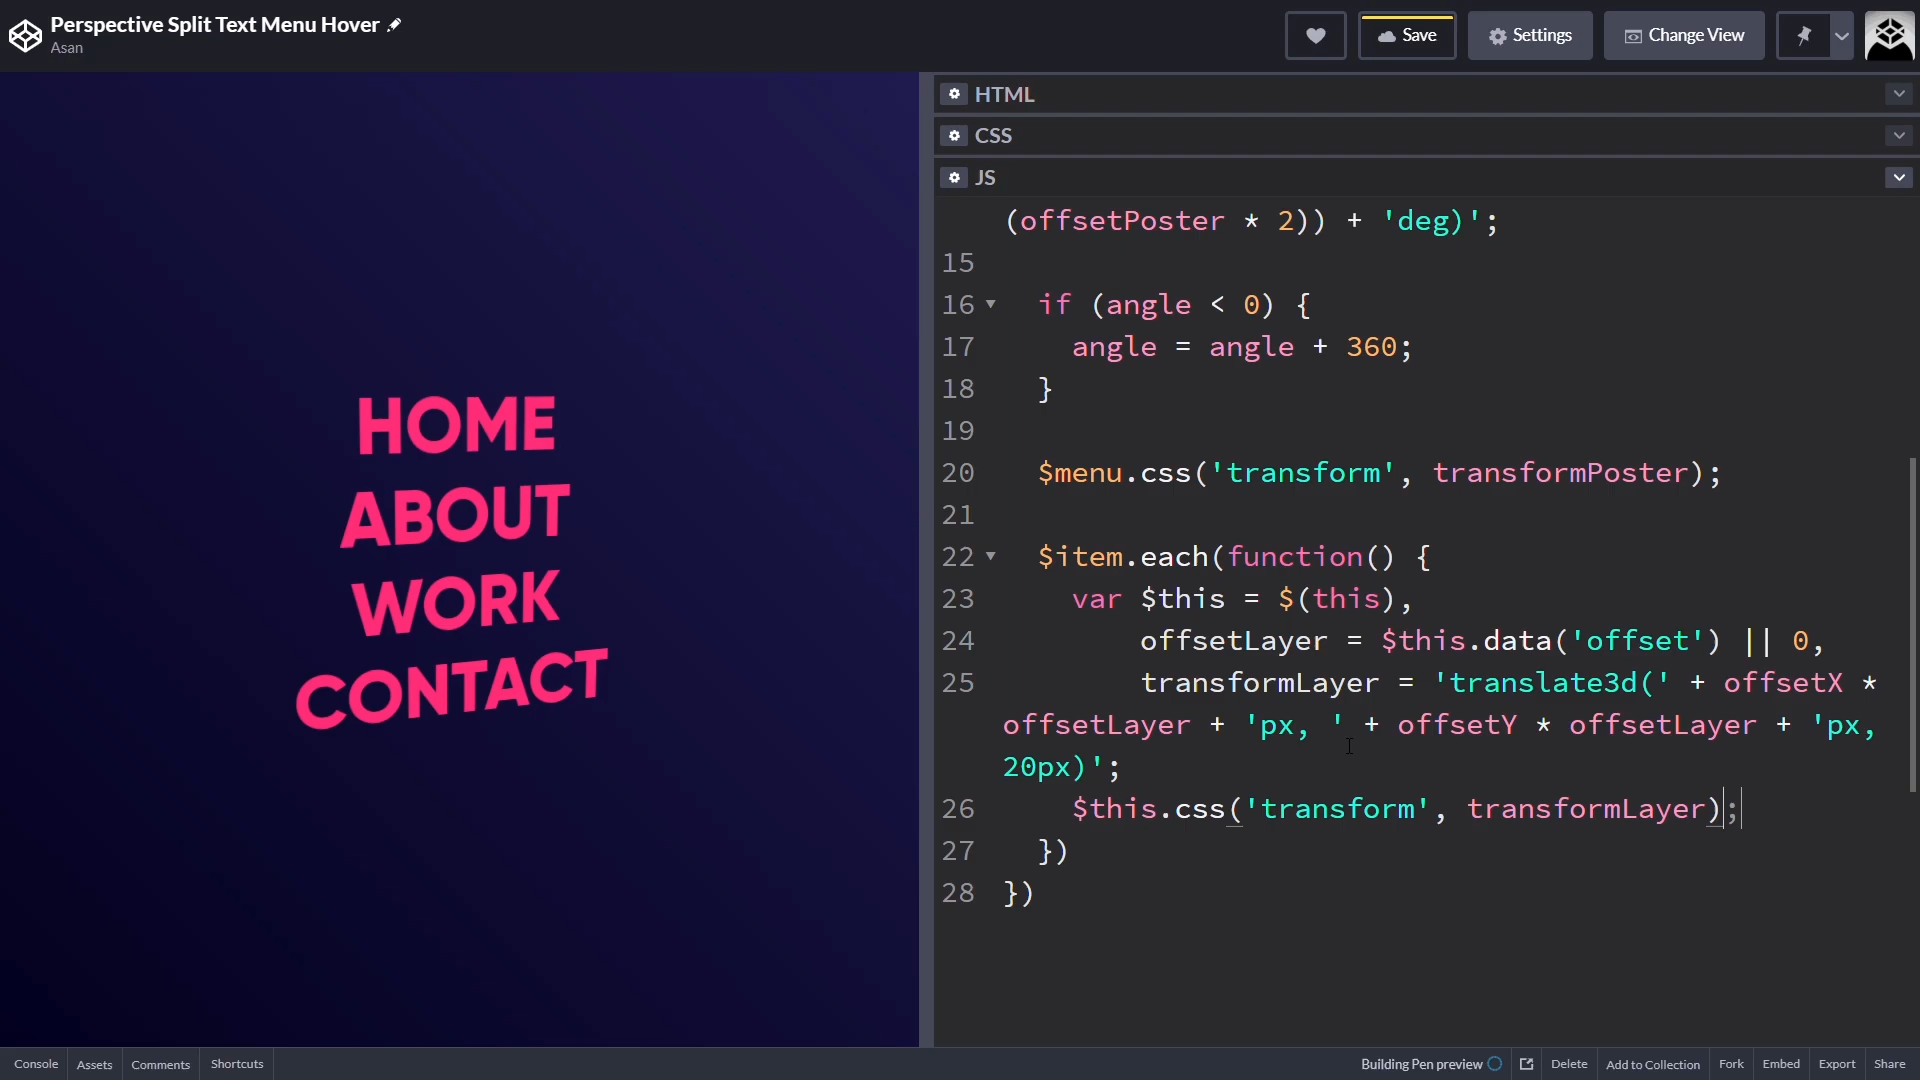 Perspective Split Text Menu Hover
Asan
Save
Settings
Change View
HOME
ABOUT
WORK
CONTACT
HTML
CSS
JS
(offsetPoster * 2)) + 'deg)';
15
16 if (angle < 0) {
17 angle = angle + 360;
18 }
19
20 $menu.css('transform', transformPoster);
21
22 $item.each(function() {
23 var $this = $(this),
24 offsetLayer = $this.data('offset') || 0,
25 transformLayer = 'translate3d(' + offsetX *
offsetLayer + 'px, ' + offsetY * offsetLayer + 'px,
20px)';
26 $this.css('transform', transformLayer);
27 })
28 })
Console
Assets
Comments
Shortcuts
Building Pen preview
Delete
Add to Collection
Fork
Embed
Export
Share